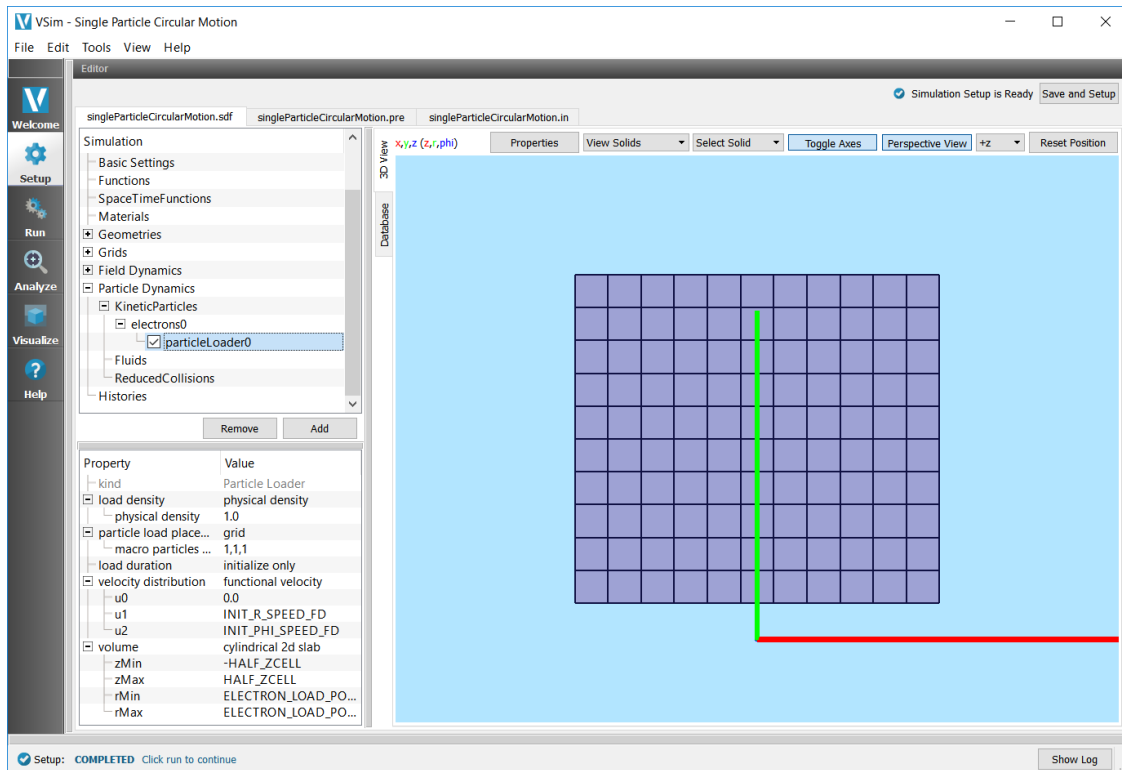 VSim - Single Particle Circular Motion
File Edit Tools View Help
Editor
Simulation Setup is Ready Save and Setup
Welcome
Setup
Run
Analyze
Visualize
Help
singleParticleCircularMotion.sdf singleParticleCircularMotion.pre singleParticleCircularMotion.in
Simulation
Basic Settings
Functions
SpaceTimeFunctions
Materials
Geometries
Grids
Field Dynamics
Particle Dynamics
KineticParticles
electrons0
particleLoader0
Fluids
ReducedCollisions
Histories
Remove Add
Property Value
kind Particle Loader
load density physical density
physical density 1.0
particle load place... grid
macro particles ... 1,1,1
load duration initialize only
velocity distribution functional velocity
u0 0.0
u1 INIT_R_SPEED_FD
u2 INIT_PHI_SPEED_FD
volume cylindrical 2d slab
zMin -HALF_ZCELL
zMax HALF_ZCELL
rMin ELECTRON_LOAD_PO...
rMax ELECTRON_LOAD_PO...
3D View
Database
x,y,z (z,r,phi) Properties View Solids Select Solid Toggle Axes Perspective View +z Reset Position
Setup: COMPLETED Click run to continue Show Log